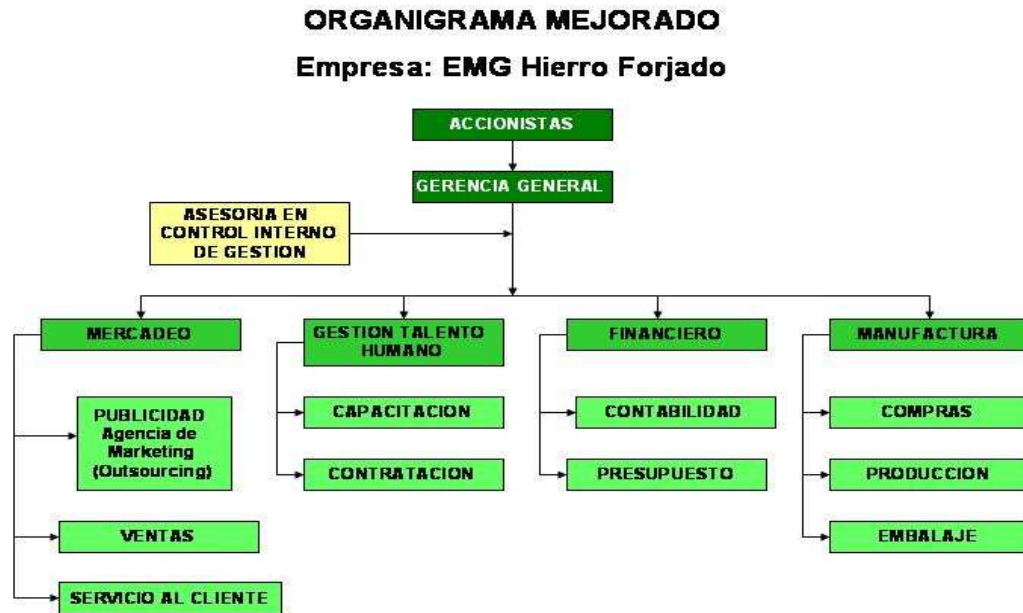 ORGANIGRAMA MEJORADO
Empresa: EMG Hierro Forjado
ACCIONISTAS
GERENCIA GENERAL
ASESORIA EN
CONTROL INTERNO
DE GESTION
MERCADEO
GESTION TALENTO
HUMANO
FINANCIERO
MANUFACTURA
PUBLICIDAD
Agencia de
Marketing
(Outsourcing)
VENTAS
SERVICIO AL CLIENTE
CAPACITACION
CONTRATACION
CONTABILIDAD
PRESUPUESTO
COMPRAS
PRODUCCION
EMBALAJE